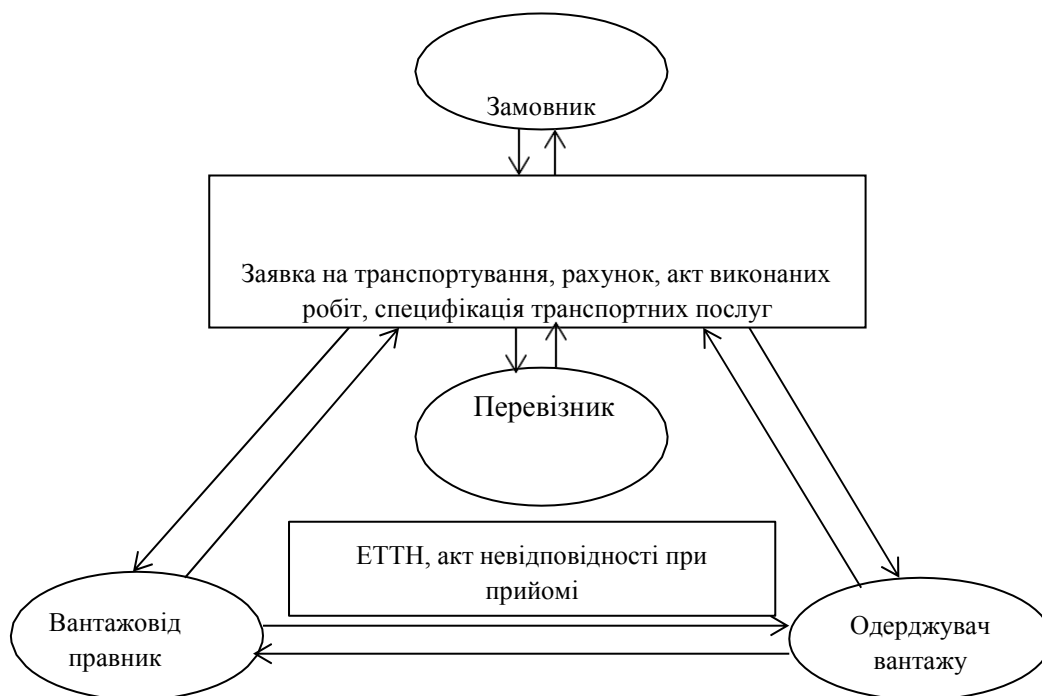 Замовник
Заявка на транспортування, рахунок, акт виконаних
робіт, специфікація транспортних послуг
Перевізник
ЕТТН, акт невідповідності при
прийомі
Вантажовід
правник
Одерджувач
вантажу